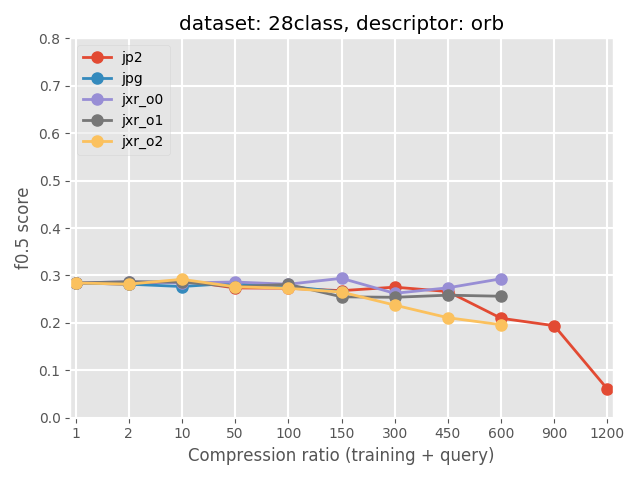 dataset: 28class, descriptor: orb
0.8
0.7
0.6
0.5
0.4
0.3
0.2
0.1
0.0
f0.5 score
jp2
jpg
jxr_o0
jxr_o1
jxr_o2
1 2 10 50 100 150 300 450 600 900 1200
Compression ratio (training + query)